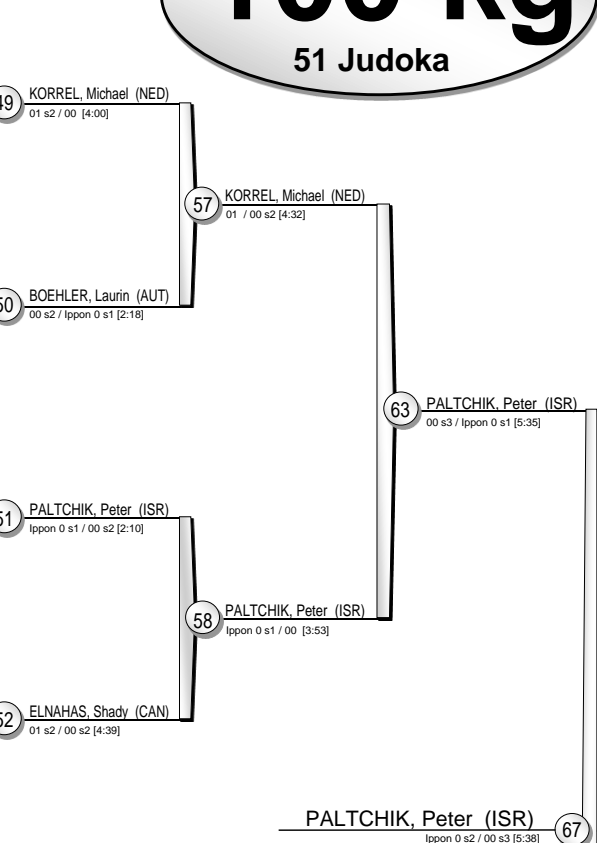 51 Judoka
KORREL, Michael (NED)
01 s2 / 00 [4:00]
57
KORREL, Michael (NED)
01 / 00 s2 [4:32]
BOEHLER, Laurin (AUT)
00 s2 / Ippon 0 s1 [2:18]
63
PALTCHIK, Peter (ISR)
00 s3 / Ippon 0 s1 [5:35]
PALTCHIK, Peter (ISR)
Ippon 0 s1 / 00 s2 [2:10]
58
PALTCHIK, Peter (ISR)
Ippon 0 s1 / 00 [3:53]
ELNAHAS, Shady (CAN)
01 s2 / 00 s2 [4:39]
PALTCHIK, Peter (ISR)
67
Ippon 0 s2 / 00 s3 [5:38]